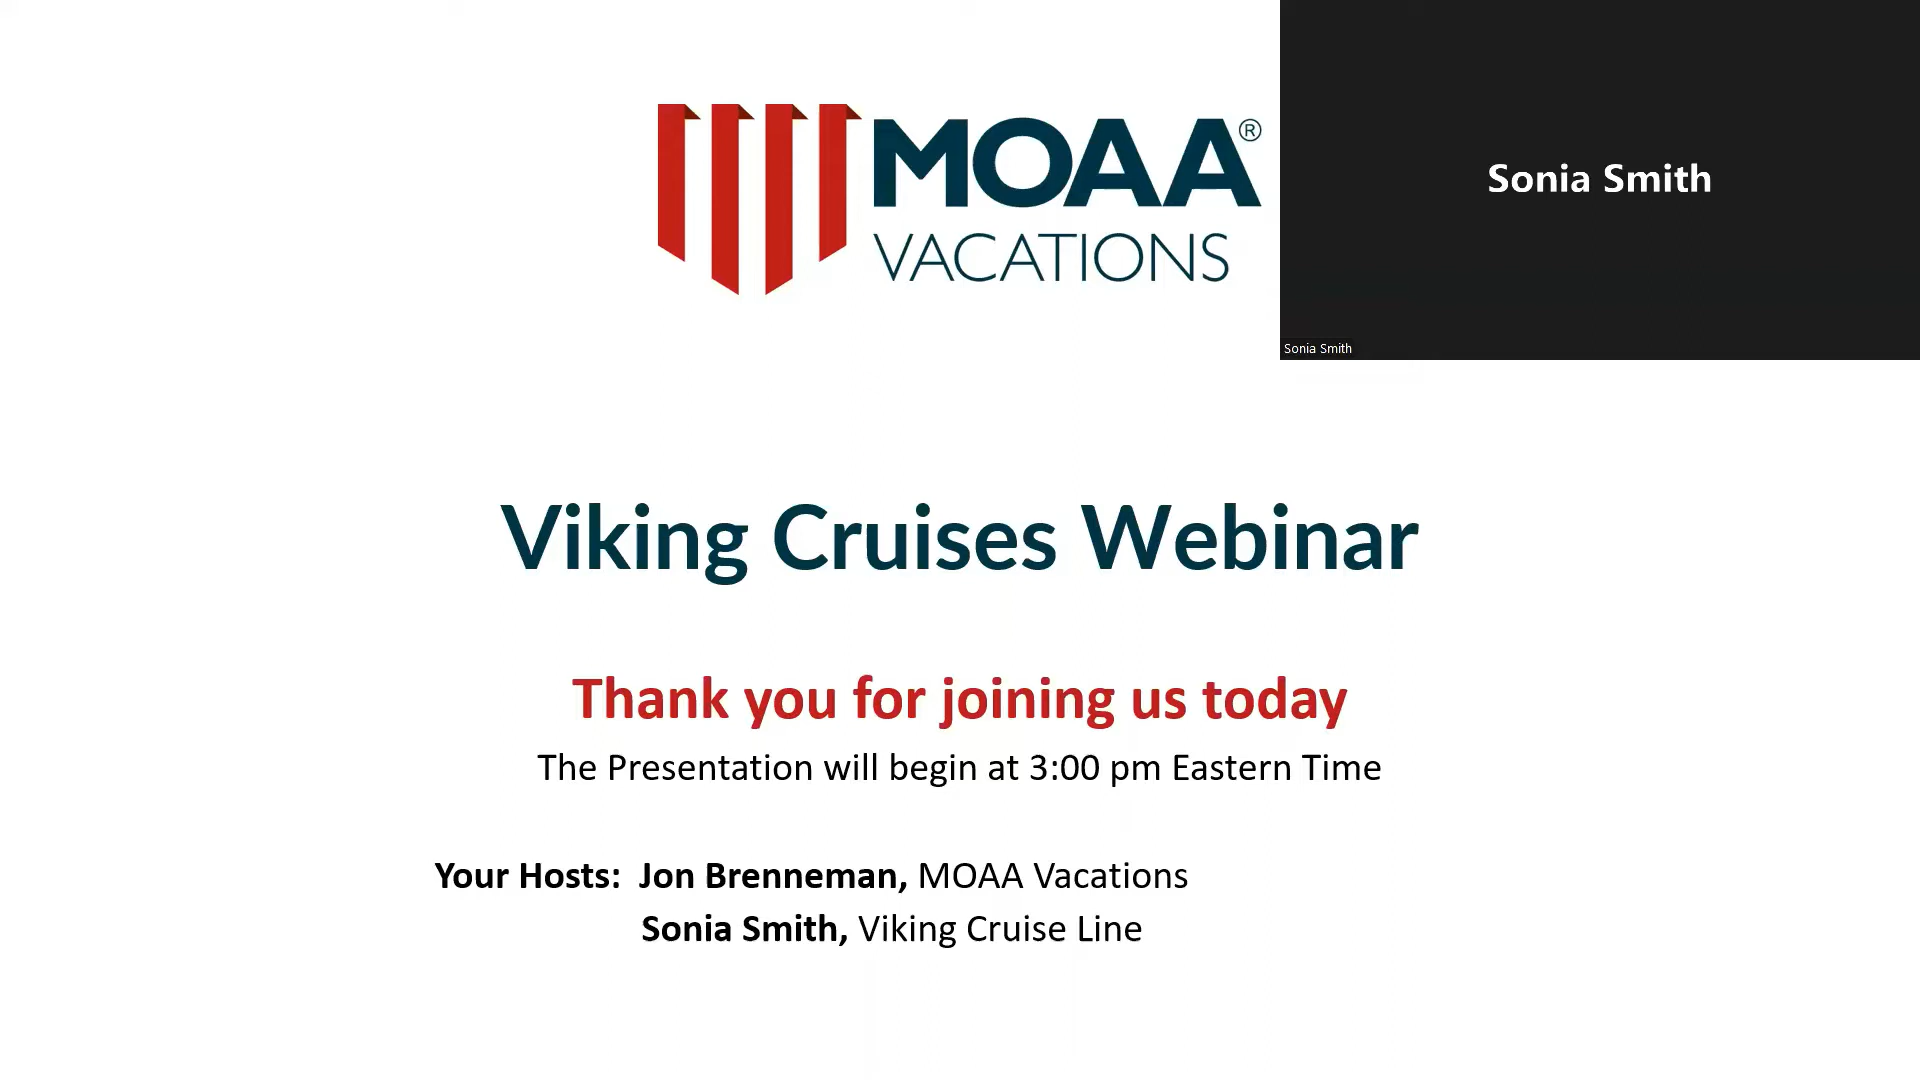 MOAA®
VACATIONS
Sonia Smith
Sonia Smith
Viking Cruises Webinar
Thank you for joining us today
The Presentation will begin at 3:00 pm Eastern Time
Your Hosts: Jon Brenneman, MOAA Vacations
Sonia Smith, Viking Cruise Line